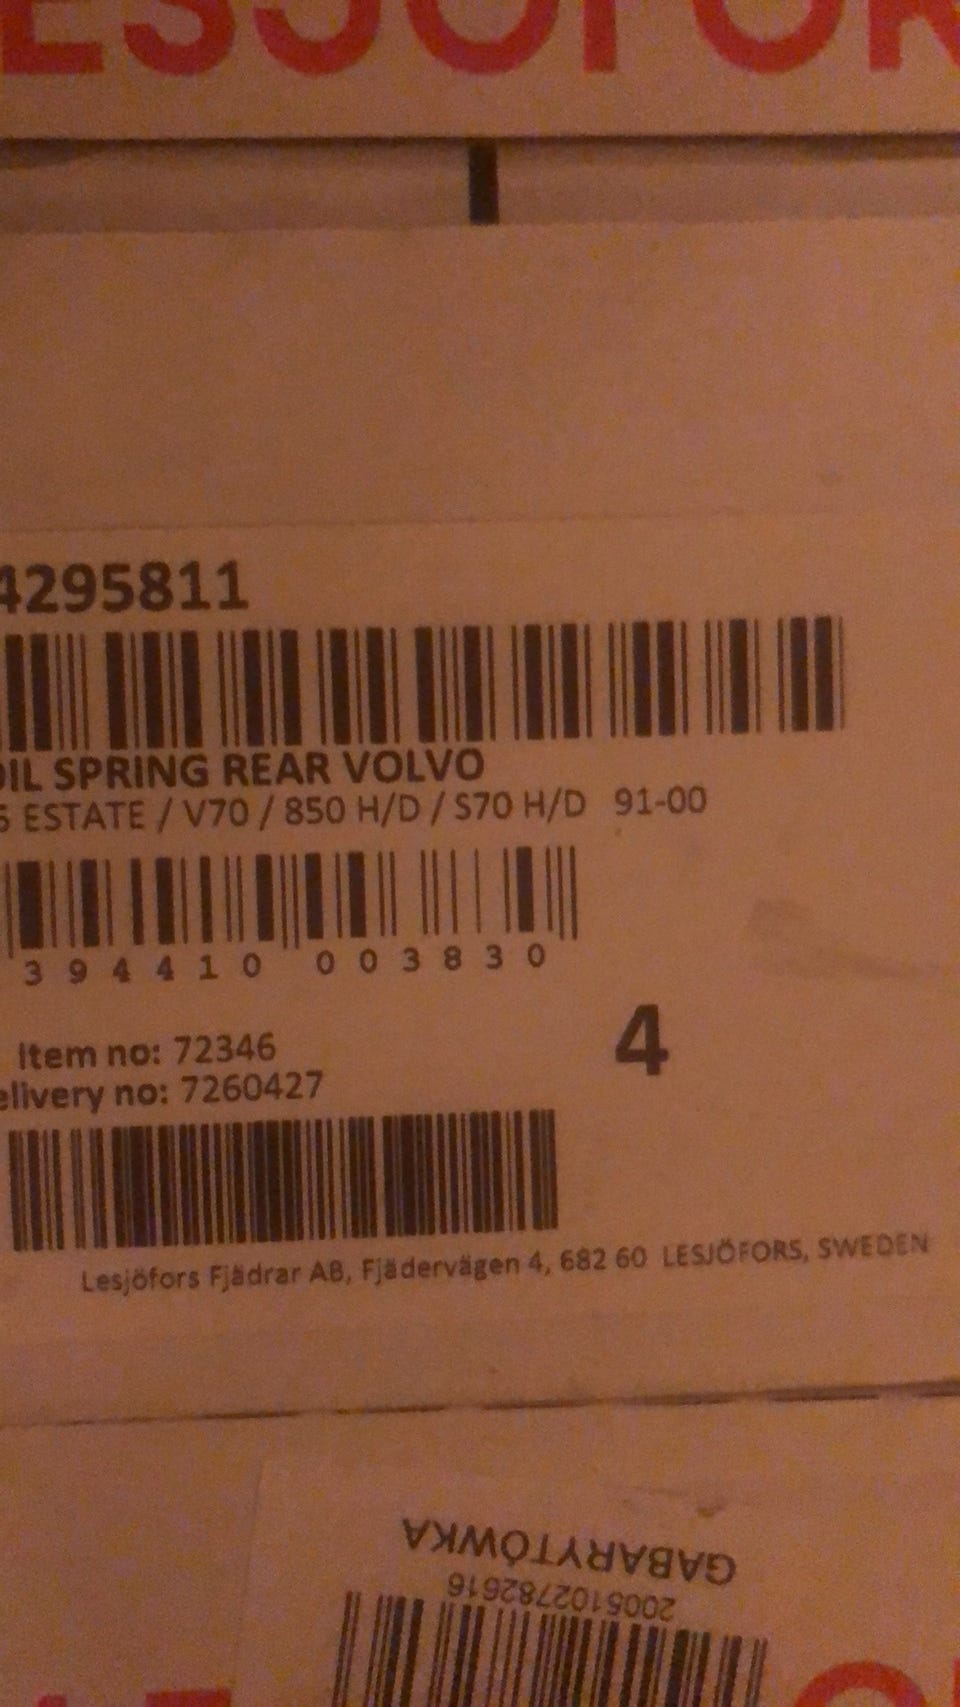 ESJÖFOR
4295811
OIL SPRING REAR VOLVO
5 ESTATE / V70 / 850 H/D / S70 H/D 91-00
394410 003830
Item no: 72346
elivery no: 7260427
4
Lesjöfors Fjädrar AB, Fjädervägen 4, 682 60 LESJÖFORS, SWEDEN
GABARYTÓWKA
2005102782616